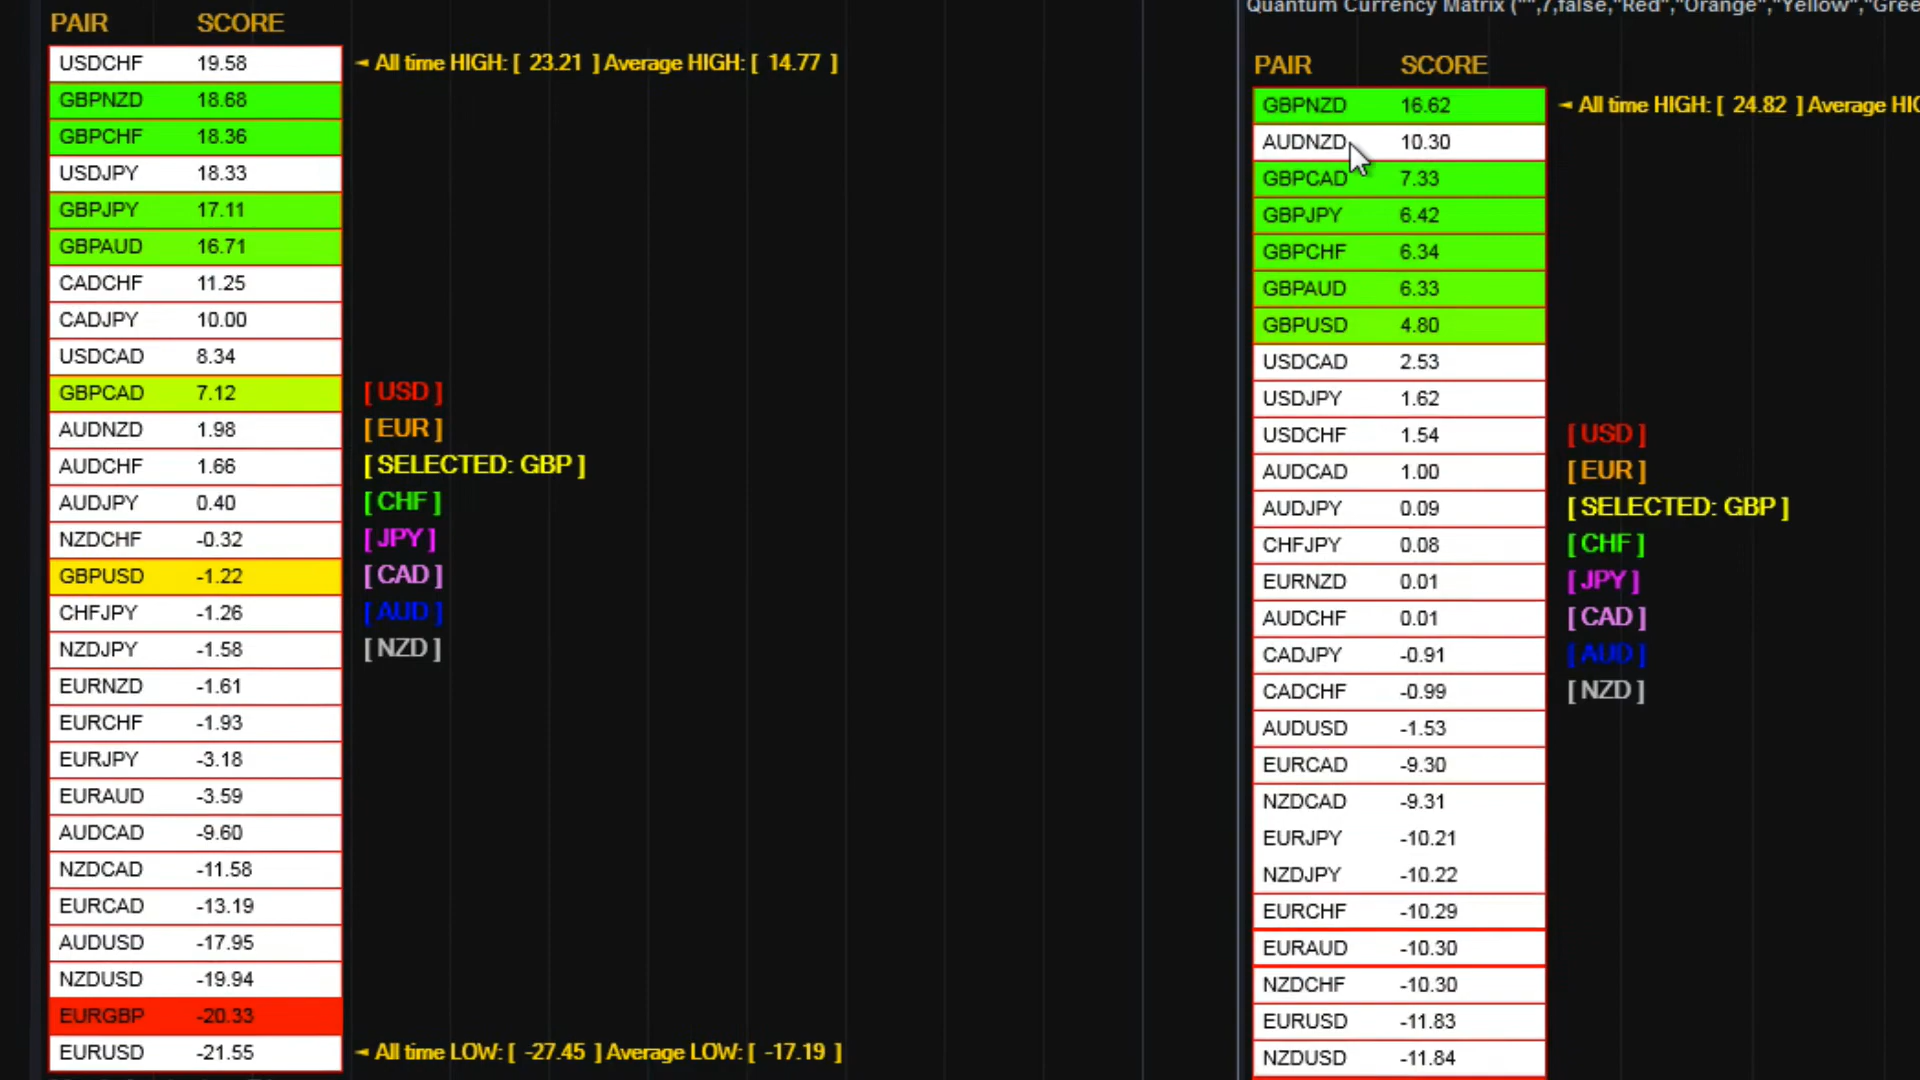 PAIR SCORE
USDCHF 19.58 ◄ All time HIGH: [ 23.21 ] Average HIGH: [ 14.77 ]
GBPNZD 18.68
GBPCHF 18.36
USDJPY 18.33
GBPJPY 17.11
GBPAUD 16.71
CADCHF 11.25
CADJPY 10.00
USDCAD 8.34
GBPCAD 7.12 [ USD ]
AUDNZD 1.98 [ EUR ]
AUDCHF 1.66 [ SELECTED: GBP ]
AUDJPY 0.40 [ CHF ]
NZDCHF -0.32 [ JPY ]
GBPUSD -1.22 [ CAD ]
CHFJPY -1.26 [ AUD ]
NZDJPY -1.58 [ NZD ]
EURNZD -1.61
EURCHF -1.93
EURJPY -3.18
EURAUD -3.59
AUDCAD -9.60
NZDCAD -11.58
EURCAD -13.19
AUDUSD -17.95
NZDUSD -19.94
EURGBP -20.33
EURUSD -21.55 ◄ All time LOW: [ -27.45 ] Average LOW: [ -17.19 ]
Quantum Currency Matrix ("",7,false,"Red","Orange","Yellow","Gree
PAIR SCORE
GBPNZD 16.62 ◄ All time HIGH: [ 24.82 ] Average HIG
AUDNZD 10.30
GBPCAD 7.33
GBPJPY 6.42
GBPCHF 6.34
GBPAUD 6.33
GBPUSD 4.80
USDCAD 2.53
USDJPY 1.62
USDCHF 1.54 [ USD ]
AUDCAD 1.00 [ EUR ]
AUDJPY 0.09 [ SELECTED: GBP ]
CHFJPY 0.08 [ CHF ]
EURNZD 0.01 [ JPY ]
AUDCHF 0.01 [ CAD ]
CADJPY -0.91 [ AUD ]
CADCHF -0.99 [ NZD ]
AUDUSD -1.53
EURCAD -9.30
NZDCAD -9.31
EURJPY -10.21
NZDJPY -10.22
EURCHF -10.29
EURAUD -10.30
NZDCHF -10.30
EURUSD -11.83
NZDUSD -11.84